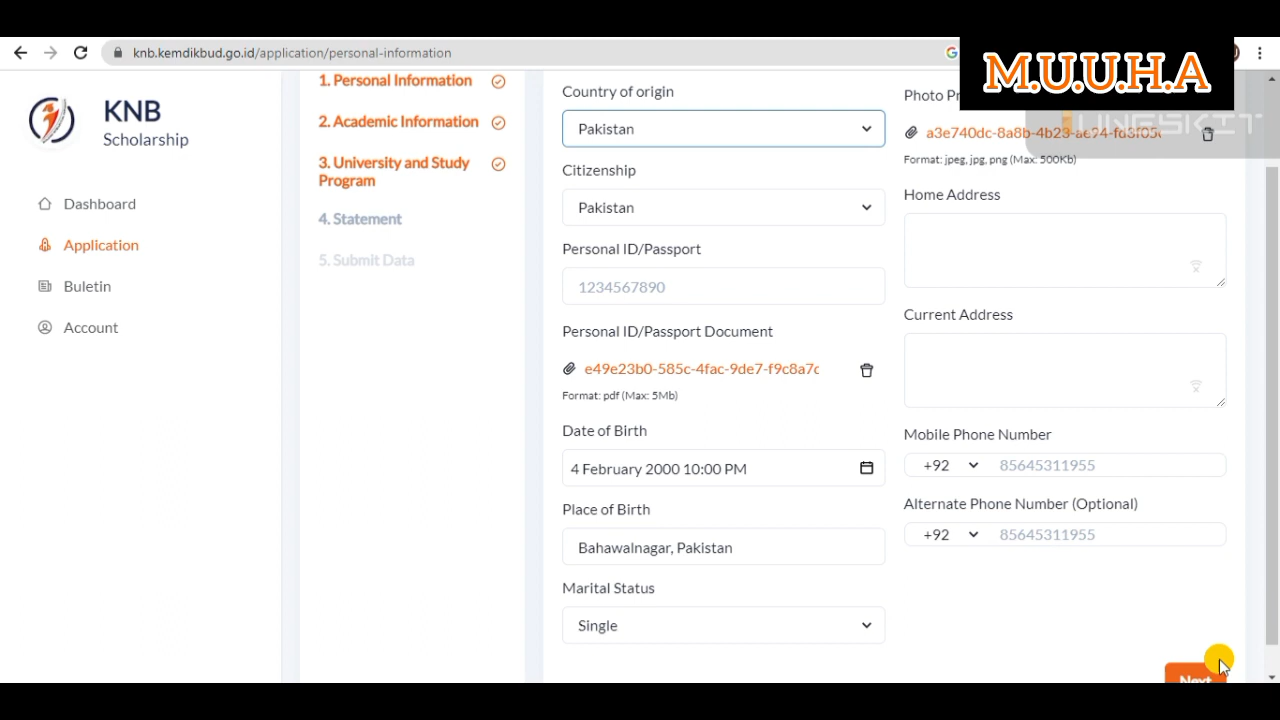 knb.kemdikbud.go.id/application/personal-information
M.U.U.H.A
KNB
Scholarship
Dashboard
Application
Buletin
Account
1. Personal Information
2. Academic Information
3. University and Study
Program
4. Statement
5. Submit Data
Country of origin
Pakistan
Citizenship
Pakistan
Personal ID/Passport
1234567890
Personal ID/Passport Document
e49e23b0-585c-4fac-9de7-f9c8a7c
Format: pdf (Max: 5Mb)
Date of Birth
4 February 2000 10:00 PM
Place of Birth
Bahawalnagar, Pakistan
Marital Status
Single
Photo
Format: jpeg, jpg, png (Max: 500Kb)
Home Address
Current Address
Mobile Phone Number
+92 85645311955
Alternate Phone Number (Optional)
+92 85645311955
Next